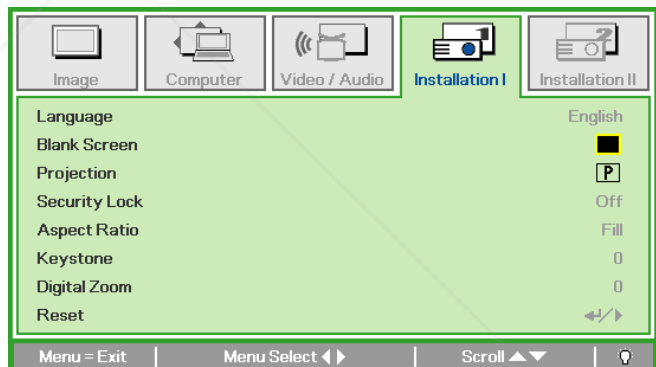 Image Computer Video / Audio Installation I Installation II
Language English
Blank Screen
Projection P
Security Lock Off
Aspect Ratio Fill
Keystone 0
Digital Zoom 0
Reset
Menu = Exit Menu Select Scroll